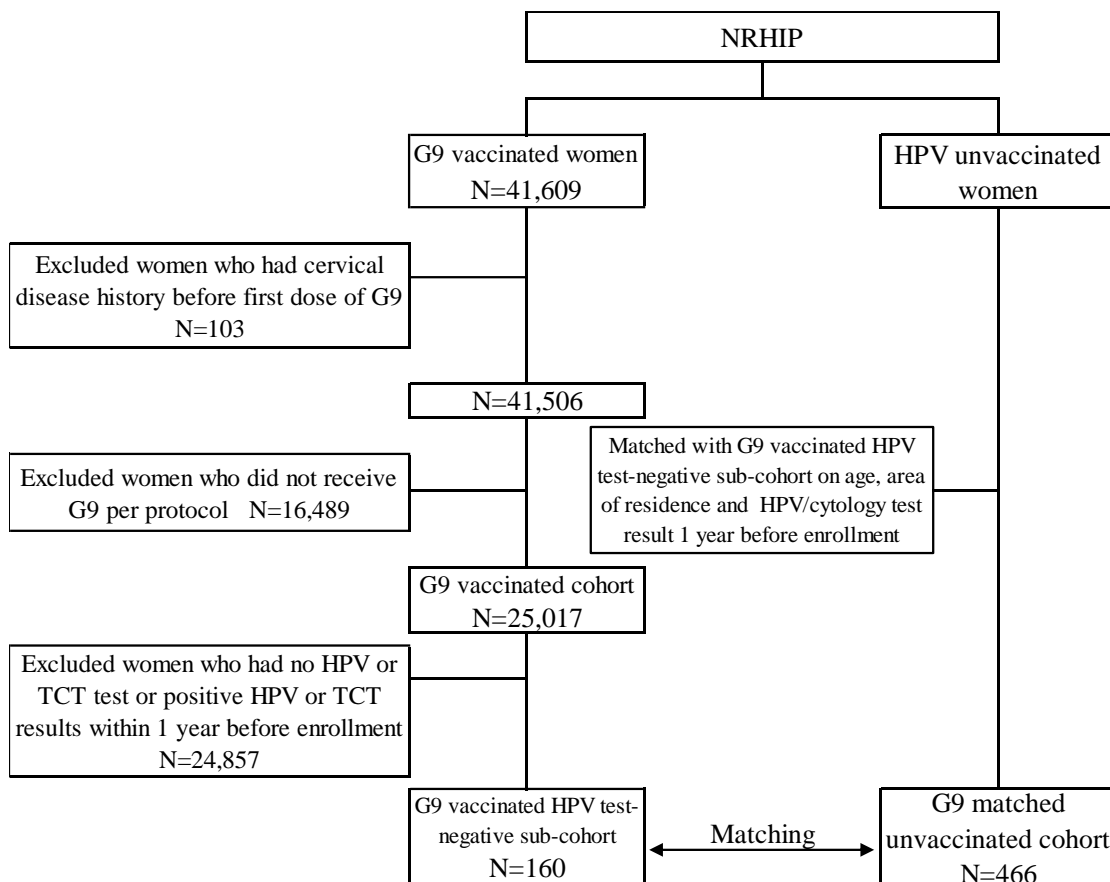 NRHIP
G9 vaccinated women
N=41,609
HPV unvaccinated
women
Excluded women who had cervical
disease history before first dose of G9
N=103
N=41,506
Matched with G9 vaccinated HPV
test-negative sub-cohort on age, area
of residence and HPV/cytology test
result 1 year before enrollment
Excluded women who did not receive
G9 per protocol N=16,489
G9 vaccinated cohort
N=25,017
Excluded women who had no HPV or
TCT test or positive HPV or TCT
results within 1 year before enrollment
N=24,857
G9 vaccinated HPV test-
negative sub-cohort
N=160
Matching
G9 matched
unvaccinated cohort
N=466